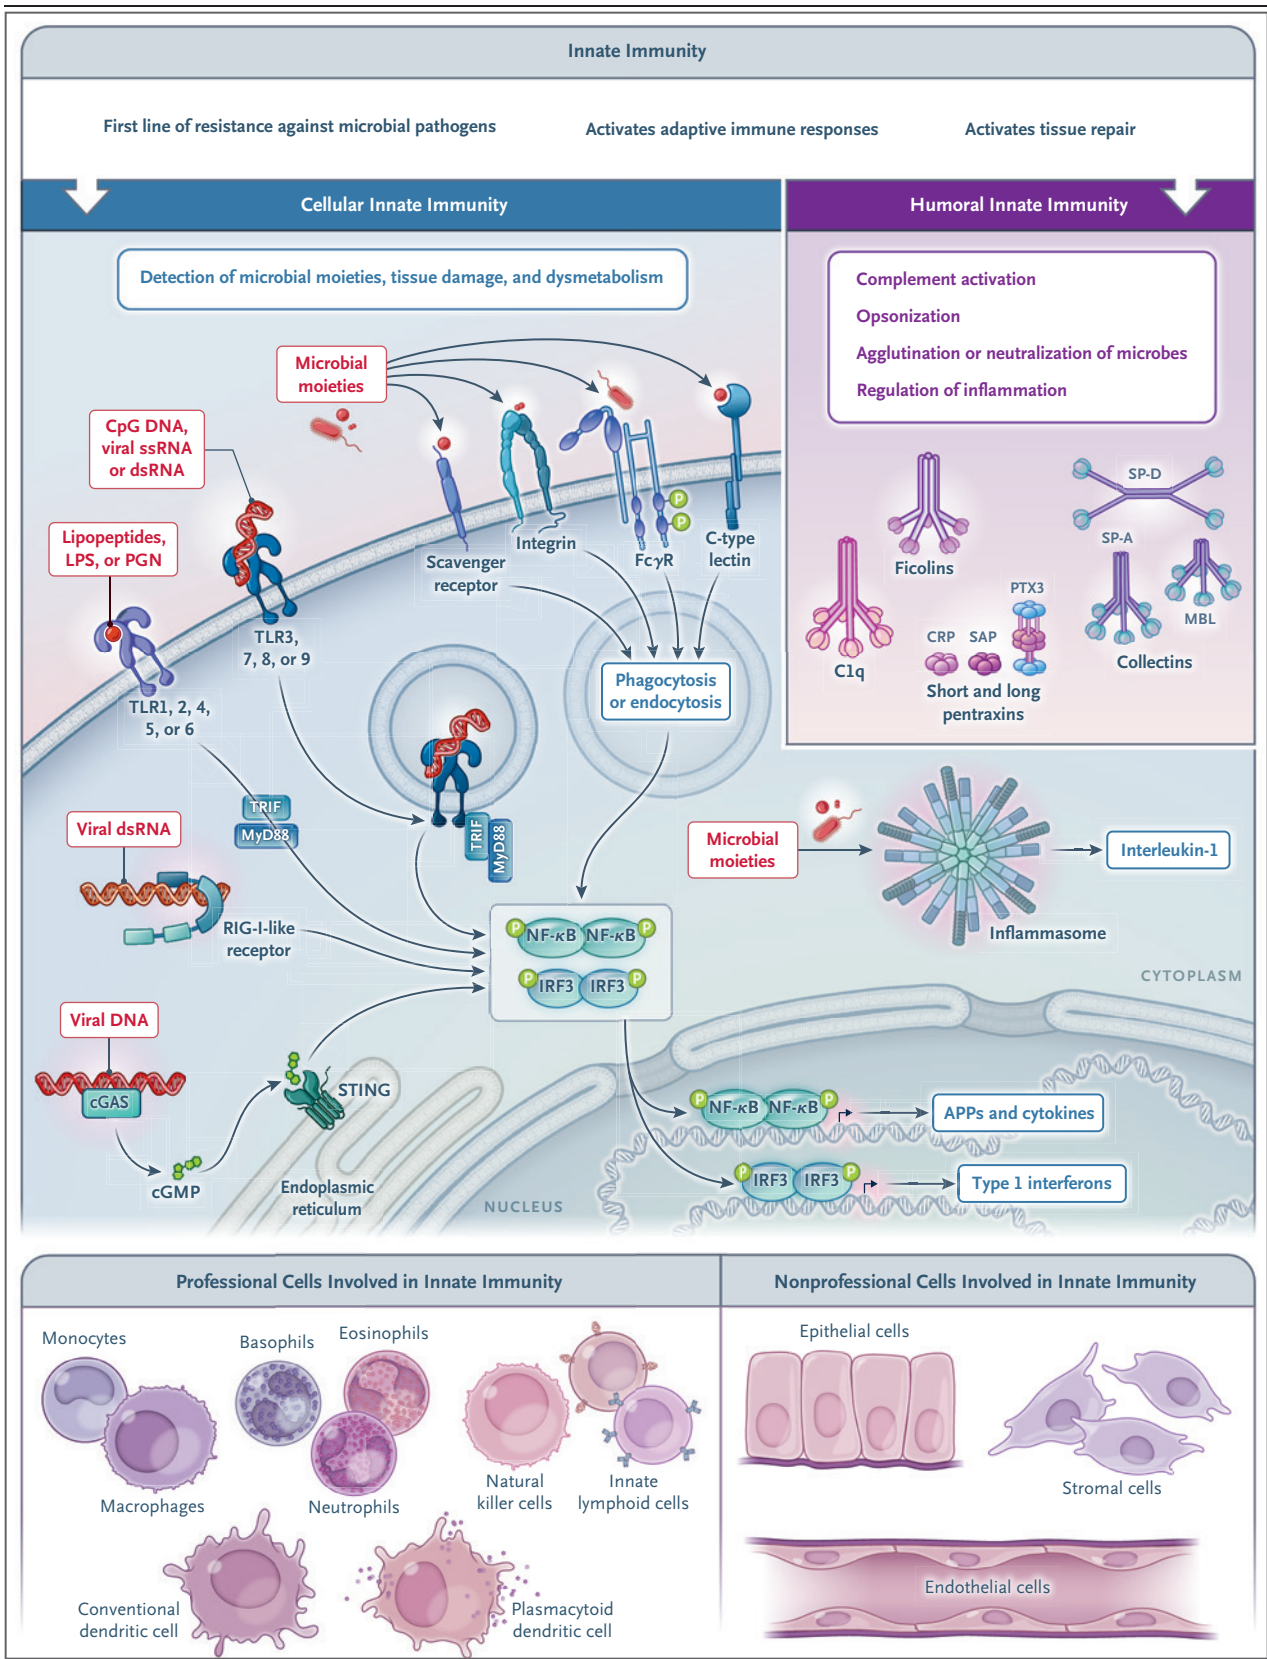 Innate Immunity
First line of resistance against microbial pathogens
Activates adaptive immune responses
Activates tissue repair
Cellular Innate Immunity
Detection of microbial moieties, tissue damage, and dysmetabolism
Microbial
moieties
CpG DNA,
viral ssRNA
or dsRNA
Lipopeptides,
LPS, or PGN
Scavenger
receptor
Integrin
P
P
FcγR
C-type
lectin
TLR3,
7, 8, or 9
TLR1, 2, 4,
5, or 6
Phagocytosis
or endocytosis
TRIF
MyD88
TRIF
MyD88
Viral dsRNA
RIG-I-like
receptor
P
NF-κB
NF-κB
P
P
IRF3
IRF3
P
Viral DNA
cGAS
cGMP
STING
Endoplasmic
reticulum
NUCLEUS
Humoral Innate Immunity
Complement activation
Opsonization
Agglutination or neutralization of microbes
Regulation of inflammation
Ficolins
SP-D
SP-A
MBL
Collectins
C1q
PTX3
CRP
SAP
Short and long
pentraxins
Microbial
moieties
Inflammasome
Interleukin-1
CYTOPLASM
P
NF-κB
NF-κB
P
APPs and cytokines
P
IRF3
IRF3
P
Type 1 interferons
Professional Cells Involved in Innate Immunity
Monocytes
Macrophages
Basophils
Eosinophils
Neutrophils
Natural
killer cells
Innate
lymphoid cells
Conventional
dendritic cell
Plasmacytoid
dendritic cell
Nonprofessional Cells Involved in Innate Immunity
Epithelial cells
Stromal cells
Endothelial cells